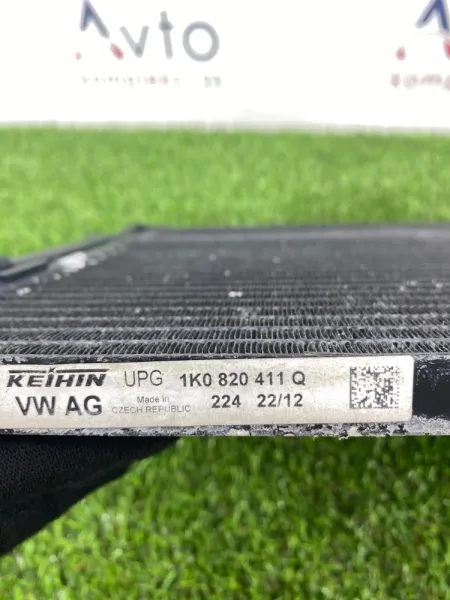 Avto
KEIHIN UPG 1K0 820 411 Q
VW AG Made in CZECH REPUBLIC 224 22/12